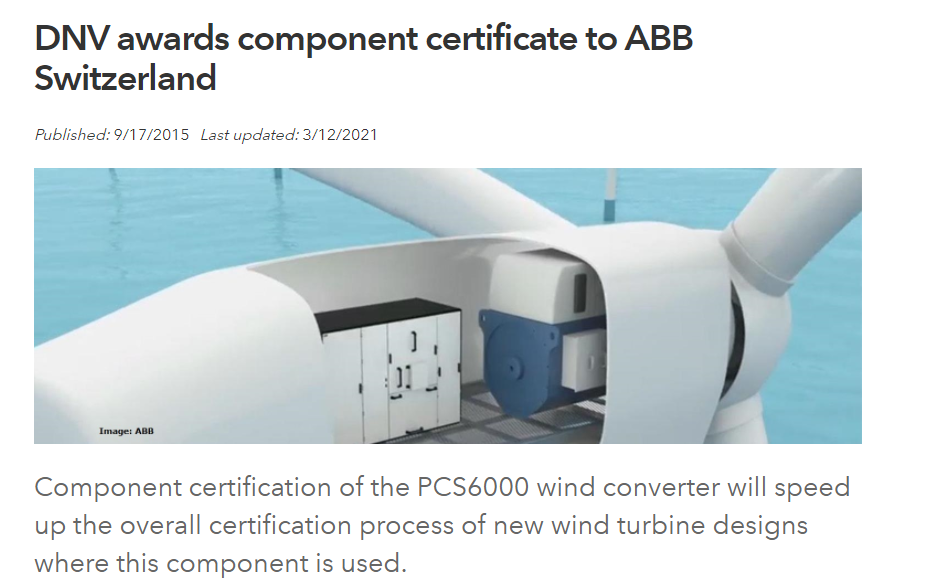 DNV awards component certificate to ABB
Switzerland
Published: 9/17/2015 Last updated: 3/12/2021
Image: ABB
Component certification of the PCS6000 wind converter will speed
up the overall certification process of new wind turbine designs
where this component is used.